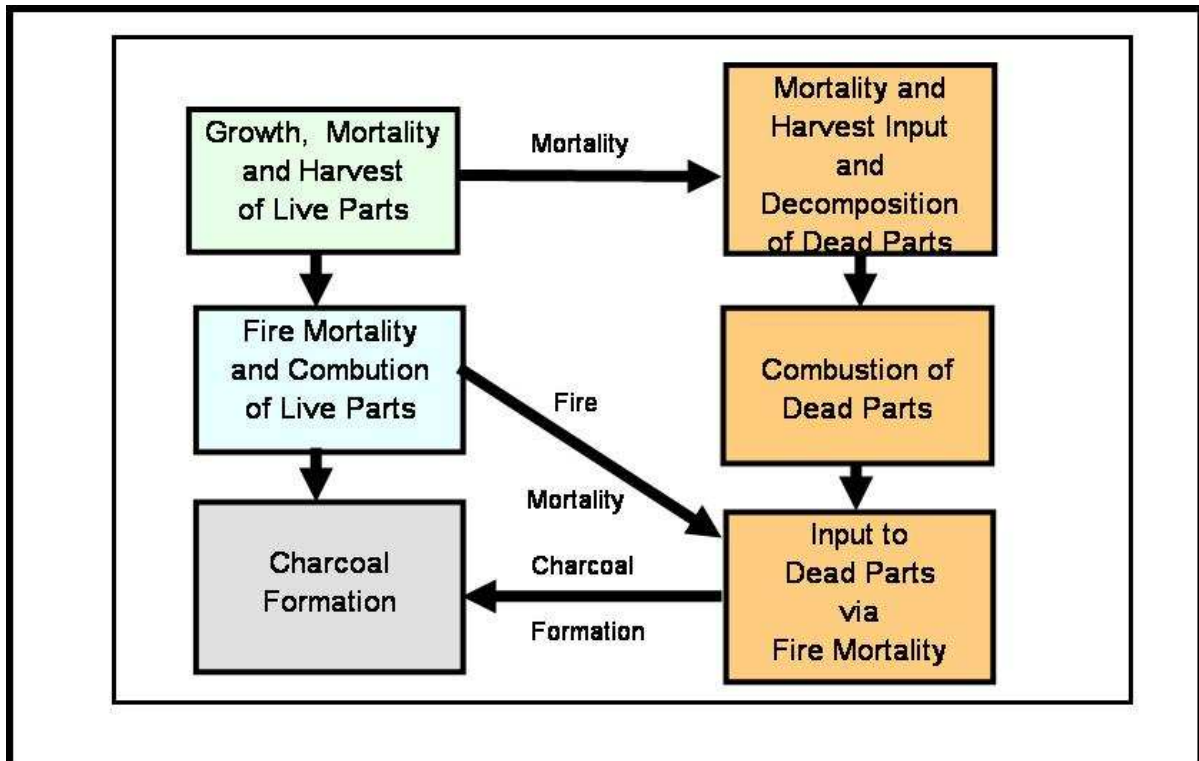 Growth, Mortality
and Harvest
of Live Parts
Mortality
Mortality and
Harvest Input
and
Decomposition
of Dead Parts
Fire Mortality
and Combution
of Live Parts
Fire
Mortality
Combustion of
Dead Parts
Charcoal
Formation
Charcoal
Formation
Input to
Dead Parts
via
Fire Mortality